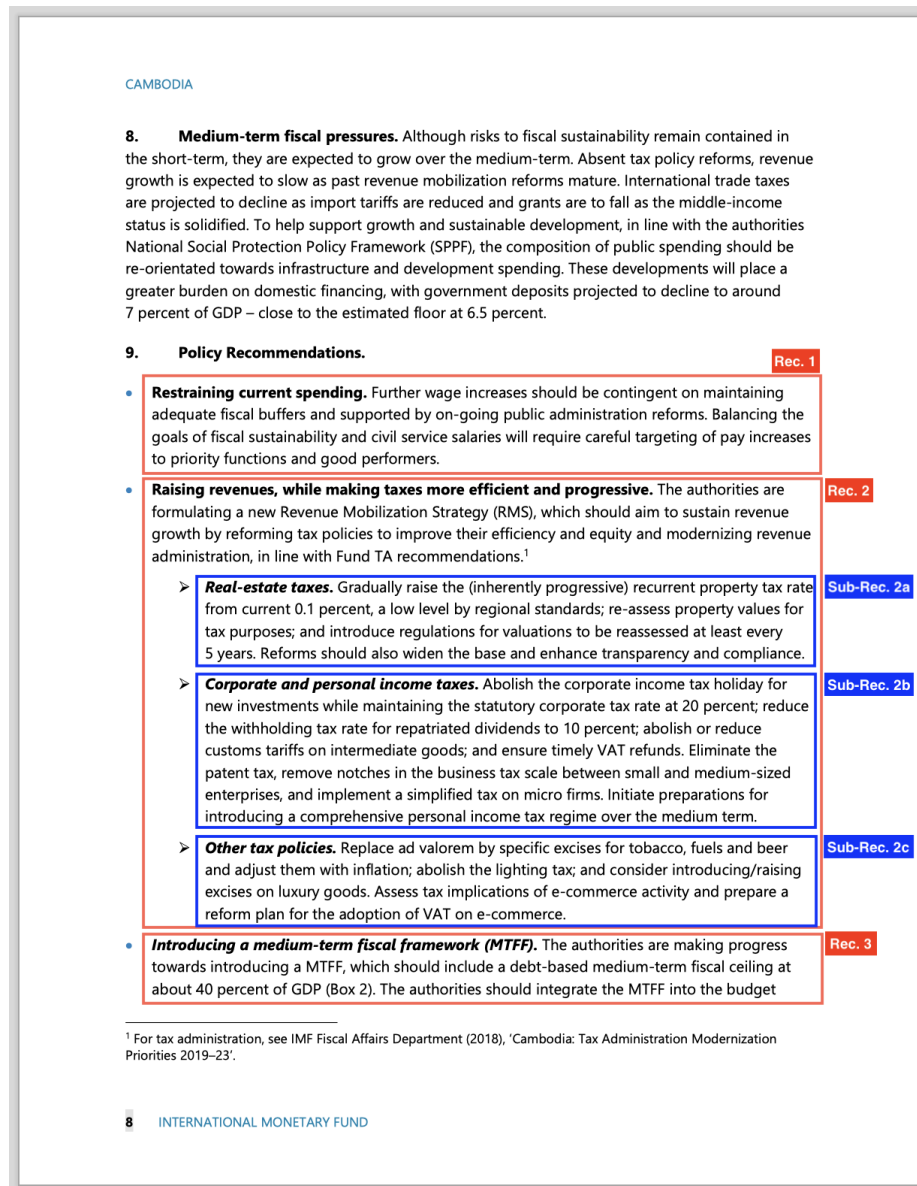 CAMBODIA
8. Medium-term fiscal pressures. Although risks to fiscal sustainability remain contained in
the short-term, they are expected to grow over the medium-term. Absent tax policy reforms, revenue
growth is expected to slow as past revenue mobilization reforms mature. International trade taxes
are projected to decline as import tariffs are reduced and grants are to fall as the middle-income
status is solidified. To help support growth and sustainable development, in line with the authorities
National Social Protection Policy Framework (SPPF), the composition of public spending should be
re-orientated towards infrastructure and development spending. These developments will place a
greater burden on domestic financing, with government deposits projected to decline to around
7 percent of GDP – close to the estimated floor at 6.5 percent.
9. Policy Recommendations.
Rec. 1
• Restraining current spending. Further wage increases should be contingent on maintaining
adequate fiscal buffers and supported by on-going public administration reforms. Balancing the
goals of fiscal sustainability and civil service salaries will require careful targeting of pay increases
to priority functions and good performers.
• Raising revenues, while making taxes more efficient and progressive. The authorities are
Rec. 2
formulating a new Revenue Mobilization Strategy (RMS), which should aim to sustain revenue
growth by reforming tax policies to improve their efficiency and equity and modernizing revenue
administration, in line with Fund TA recommendations.¹
➢ Real-estate taxes. Gradually raise the (inherently progressive) recurrent property tax rate
Sub-Rec. 2a
from current 0.1 percent, a low level by regional standards; re-assess property values for
tax purposes; and introduce regulations for valuations to be reassessed at least every
5 years. Reforms should also widen the base and enhance transparency and compliance.
➢ Corporate and personal income taxes. Abolish the corporate income tax holiday for
Sub-Rec. 2b
new investments while maintaining the statutory corporate tax rate at 20 percent; reduce
the withholding tax rate for repatriated dividends to 10 percent; abolish or reduce
customs tariffs on intermediate goods; and ensure timely VAT refunds. Eliminate the
patent tax, remove notches in the business tax scale between small and medium-sized
enterprises, and implement a simplified tax on micro firms. Initiate preparations for
introducing a comprehensive personal income tax regime over the medium term.
➢ Other tax policies. Replace ad valorem by specific excises for tobacco, fuels and beer
Sub-Rec. 2c
and adjust them with inflation; abolish the lighting tax; and consider introducing/raising
excises on luxury goods. Assess tax implications of e-commerce activity and prepare a
reform plan for the adoption of VAT on e-commerce.
• Introducing a medium-term fiscal framework (MTFF). The authorities are making progress
Rec. 3
towards introducing a MTFF, which should include a debt-based medium-term fiscal ceiling at
about 40 percent of GDP (Box 2). The authorities should integrate the MTFF into the budget
¹ For tax administration, see IMF Fiscal Affairs Department (2018), ‘Cambodia: Tax Administration Modernization
Priorities 2019–23’.
8 INTERNATIONAL MONETARY FUND